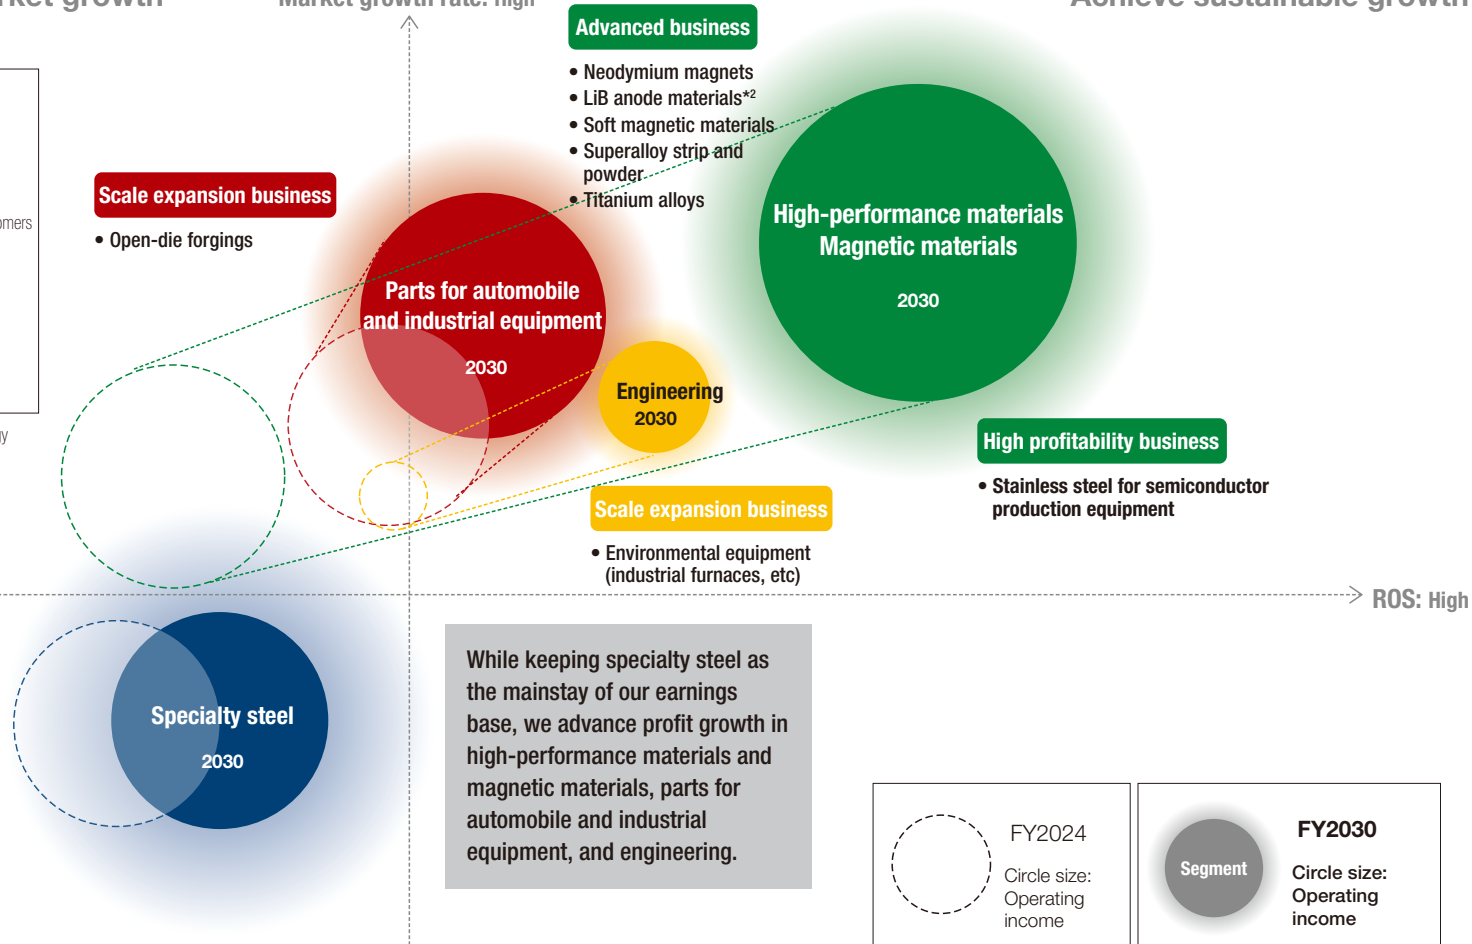 Market growth rate: High
Achieve sustainable growth
Advanced business
• Neodymium magnets
• LiB anode materials*2
• Soft magnetic materials
• Superalloy strip and
powder
• Titanium alloys
Scale expansion business
• Open-die forgings
High-performance materials
Magnetic materials
2030
Parts for automobile
and industrial equipment
2030
Engineering
2030
High profitability business
• Stainless steel for semiconductor
production equipment
Scale expansion business
• Environmental equipment
(industrial furnaces, etc)
ROS: High
Specialty steel
2030
While keeping specialty steel as
the mainstay of our earnings
base, we advance profit growth in
high-performance materials and
magnetic materials, parts for
automobile and industrial
equipment, and engineering.
FY2024
Circle size:
Operating
income
Segment
FY2030
Circle size:
Operating
income